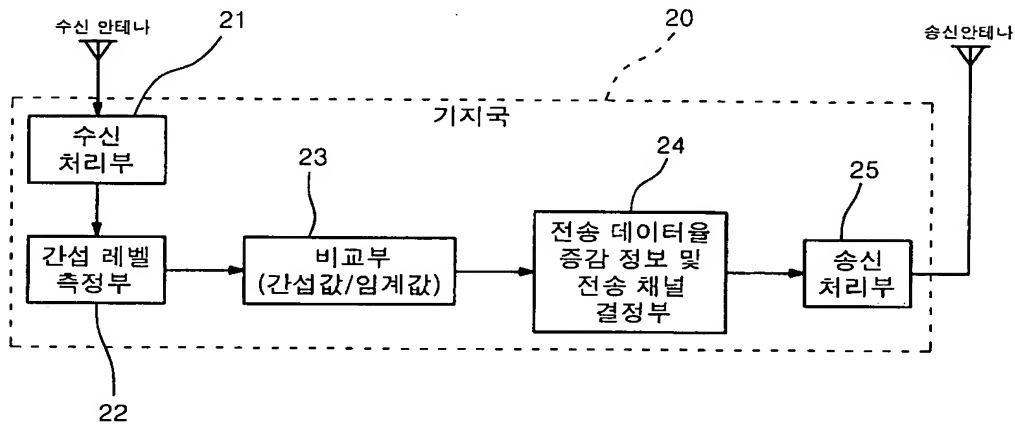 수신 안테나
21
20
송신안테나
기지국
수신
처리부
23
24
25
간섭 레벨
측정부
비교부
(간섭값/임계값)
전송 데이터율
증감 정보 및
전송 채널
결정부
송신
처리부
22